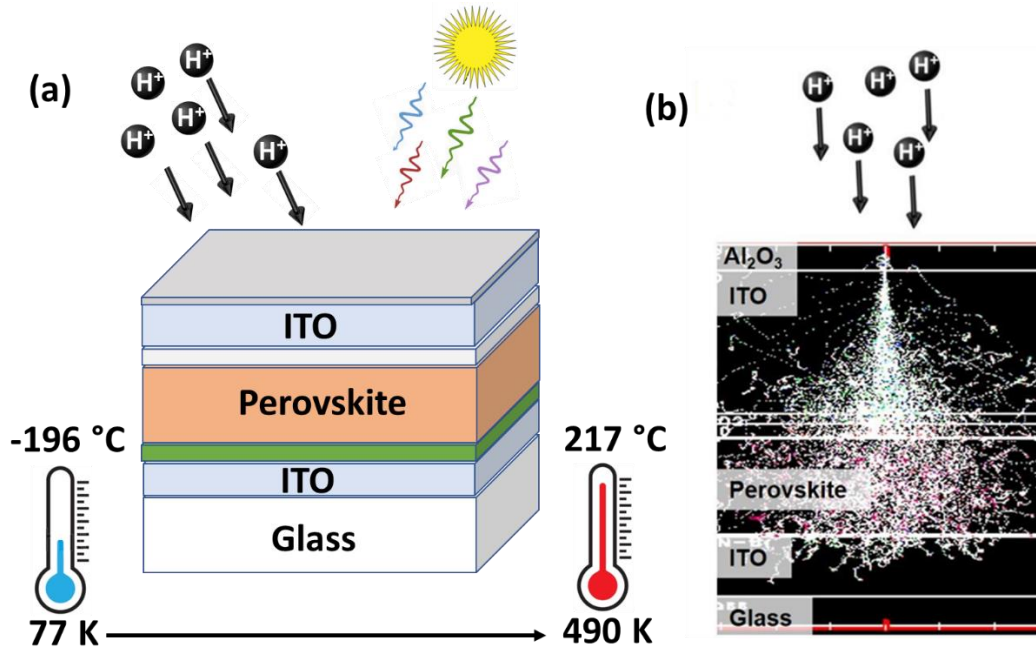 (a)
H⁺
H⁺
H⁺
H⁺
H⁺
ITO
Perovskite
ITO
Glass
-196 °C
77 K
217 °C
490 K
(b)
H⁺
H⁺
H⁺
H⁺
H⁺
Al₂O₃
ITO
Perovskite
ITO
Glass